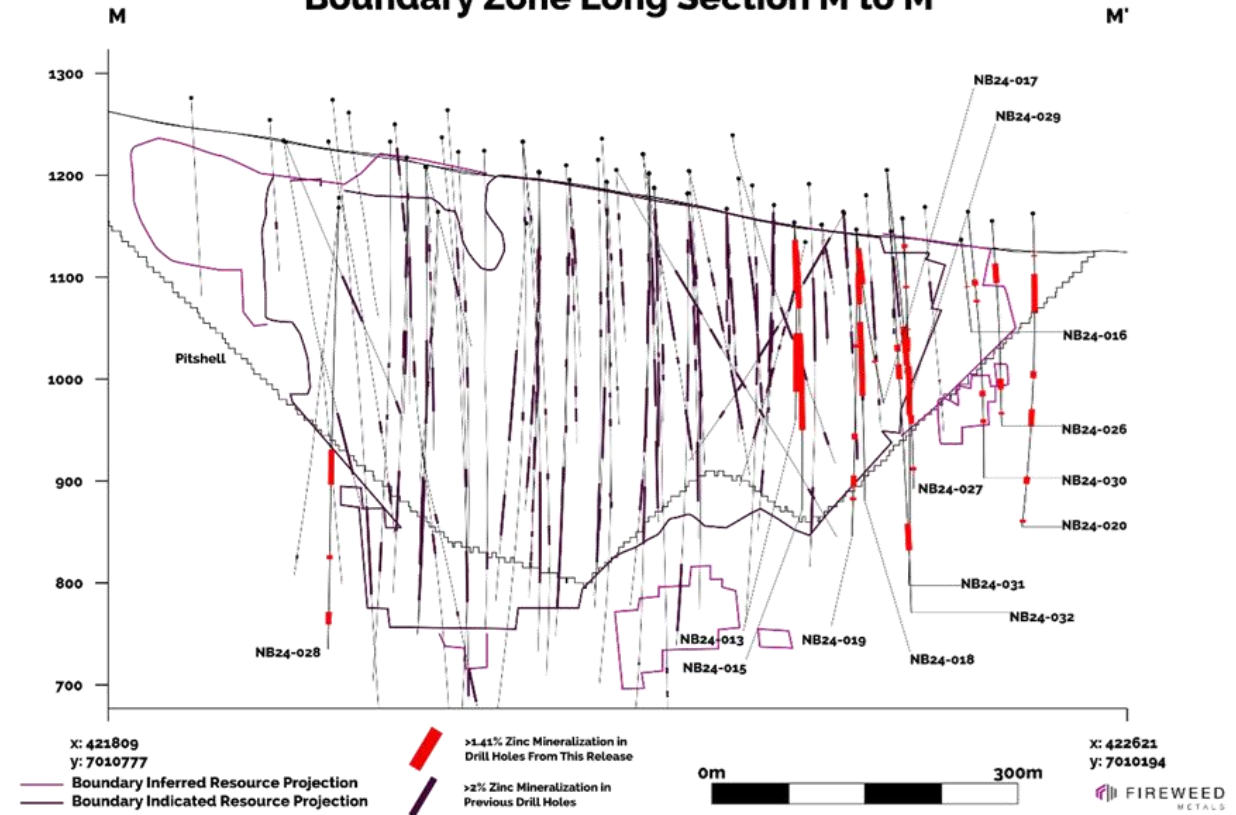 Boundary Zone Long Section M to M'
M
M'
1300
1200
1100
1000
900
800
700
NB24-017
NB24-029
Pitshell
NB24-016
NB24-026
NB24-030
NB24-027
NB24-020
NB24-031
NB24-032
NB24-013
NB24-019
NB24-028
NB24-015
NB24-018
x: 421809
y: 7010777
Boundary Inferred Resource Projection
Boundary Indicated Resource Projection
>1.41% Zinc Mineralization in
Drill Holes From This Release
>2% Zinc Mineralization in
Previous Drill Holes
0m
300m
x: 422621
y: 7010194
FIREWEED
METALS